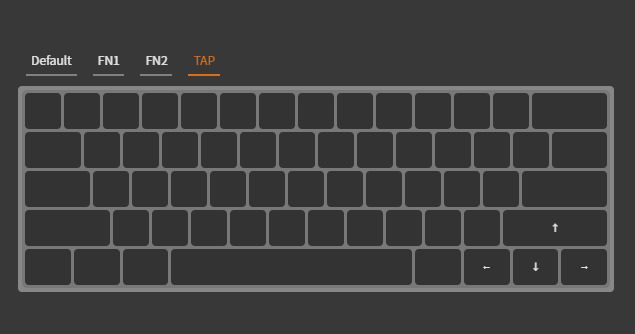 Default FN1 FN2 TAP
↑
← ↓ →